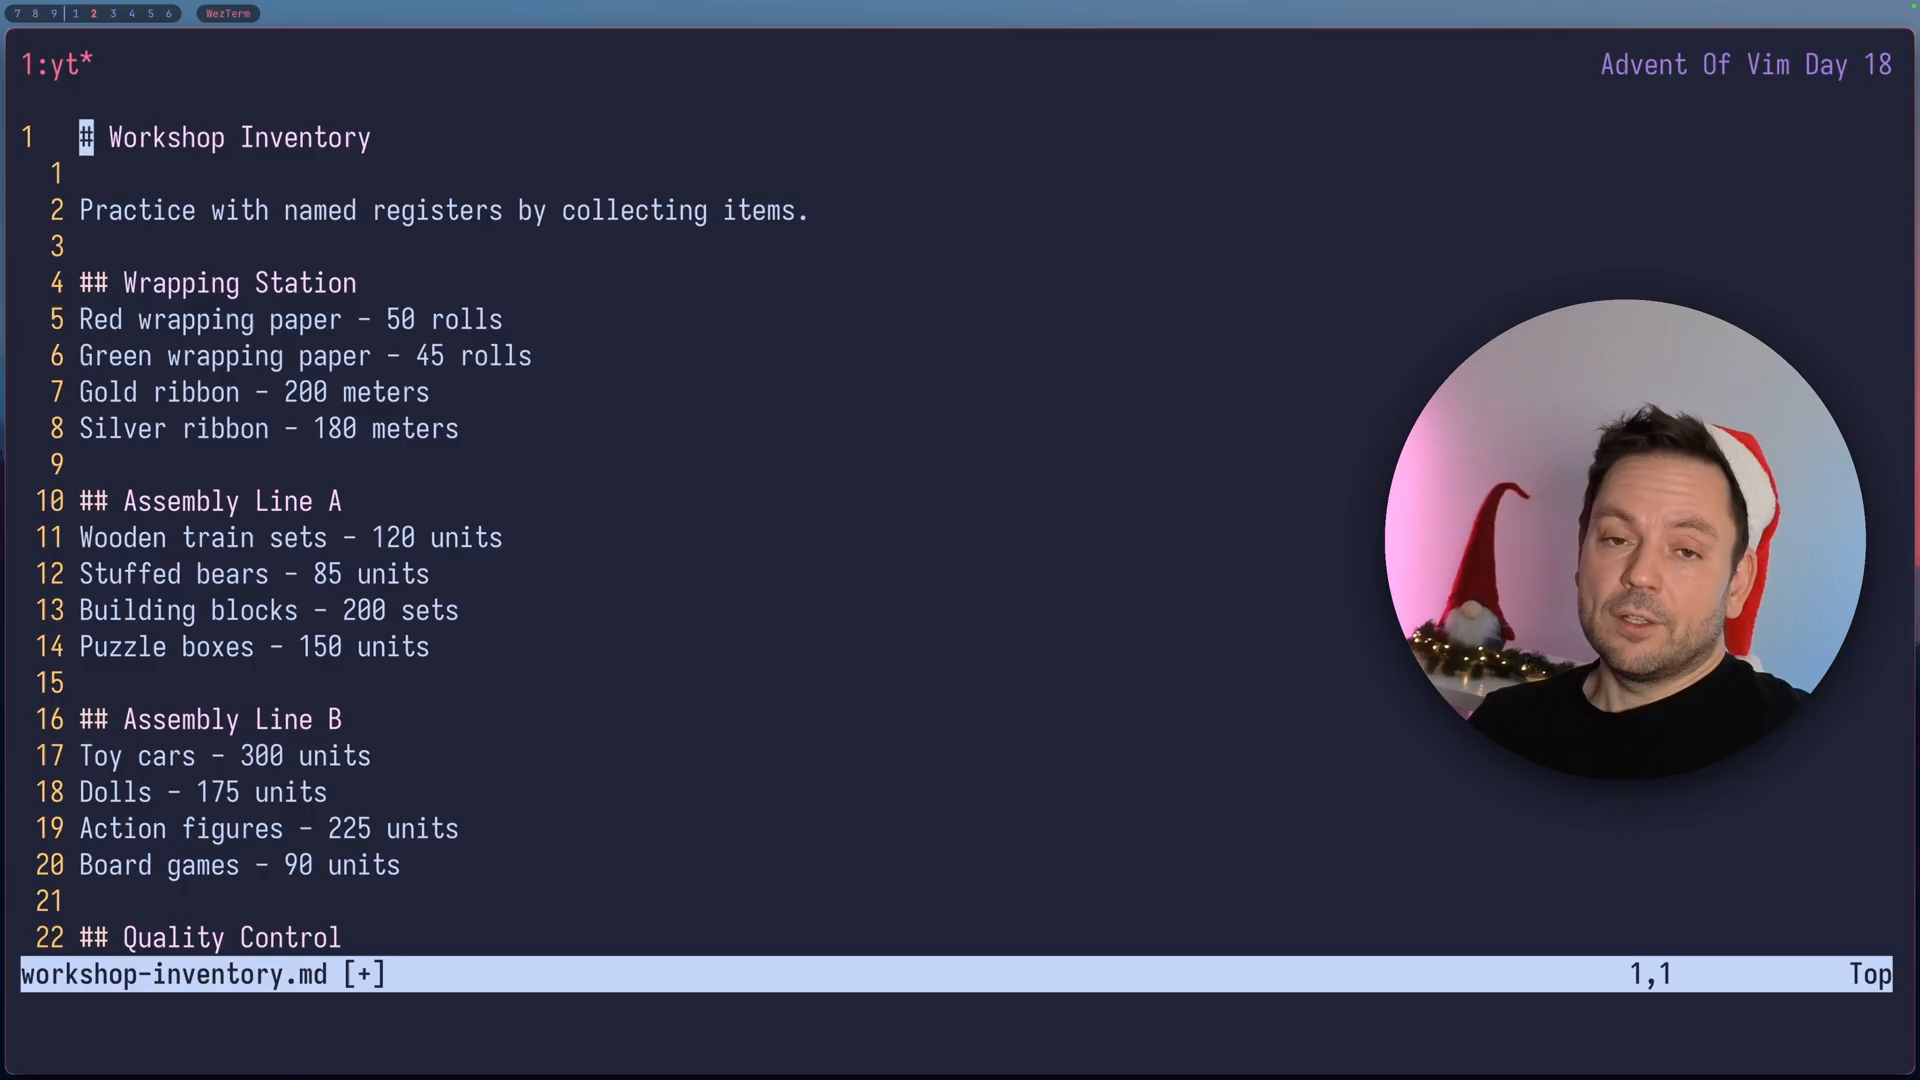 7 8 9 | 1 2 3 4 5 6 WezTerm
1:yt* Advent Of Vim Day 18
1 # Workshop Inventory
1
2 Practice with named registers by collecting items.
3
4 ## Wrapping Station
5 Red wrapping paper - 50 rolls
6 Green wrapping paper - 45 rolls
7 Gold ribbon - 200 meters
8 Silver ribbon - 180 meters
9
10 ## Assembly Line A
11 Wooden train sets - 120 units
12 Stuffed bears - 85 units
13 Building blocks - 200 sets
14 Puzzle boxes - 150 units
15
16 ## Assembly Line B
17 Toy cars - 300 units
18 Dolls - 175 units
19 Action figures - 225 units
20 Board games - 90 units
21
22 ## Quality Control
workshop-inventory.md [+] 1,1 Top